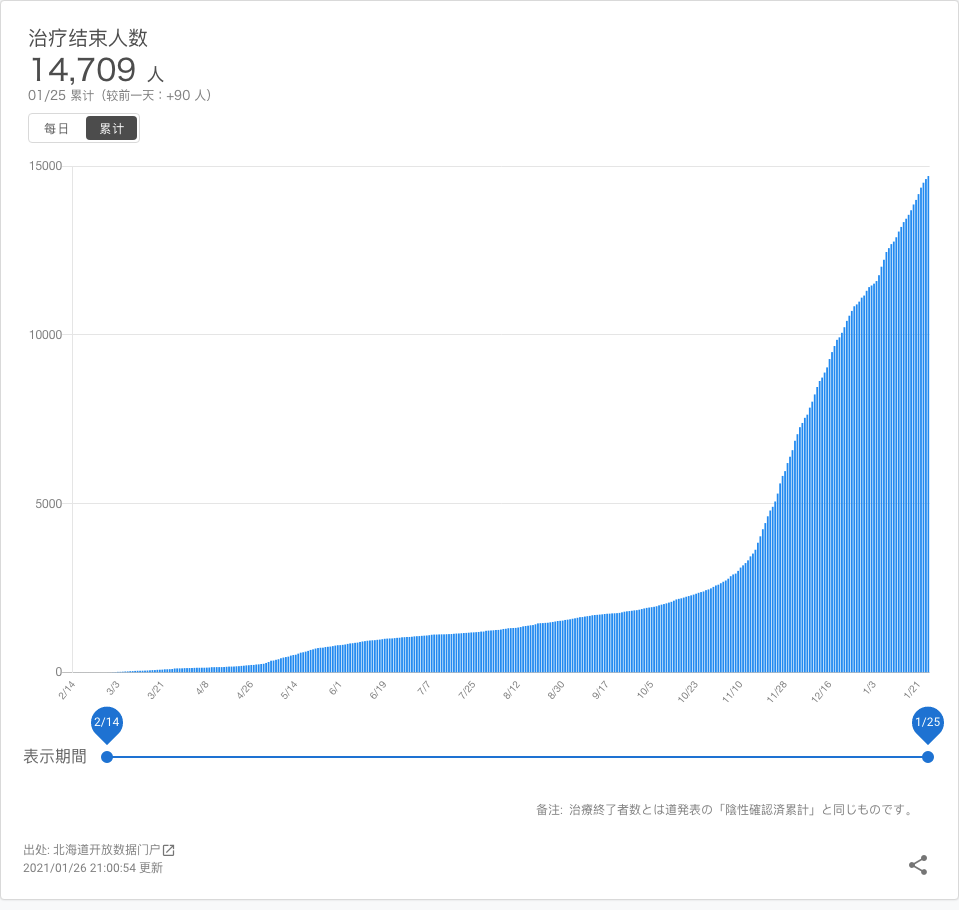 治疗结束人数
14,709 人
01/25 累计（较前一天：+90 人）
每日 累计
15000
10000
5000
0
2/14 3/3 3/21 4/8 4/26 5/14 6/1 6/19 7/7 7/25 8/12 8/30 9/17 10/5 10/23 11/10 11/28 12/16 1/3 1/21
2/14 1/25
表示期間
备注: 治療終了者数とは道発表の「陰性確認済累計」と同じものです。
出处: 北海道开放数据门户
2021/01/26 21:00:54 更新